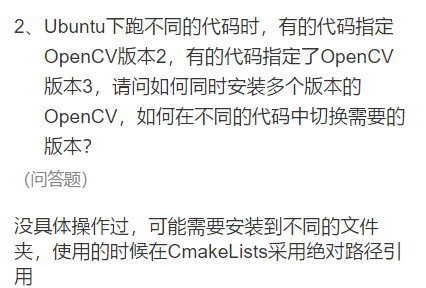 2、Ubuntu下跑不同的代码时，有的代码指定
OpenCV版本2，有的代码指定了OpenCV
版本3，请问如何同时安装多个版本的
OpenCV，如何在不同的代码中切换需要的
版本？
（问答题）
没具体操作过，可能需要安装到不同的文件
夹，使用的时候在CmakeLists采用绝对路径引
用